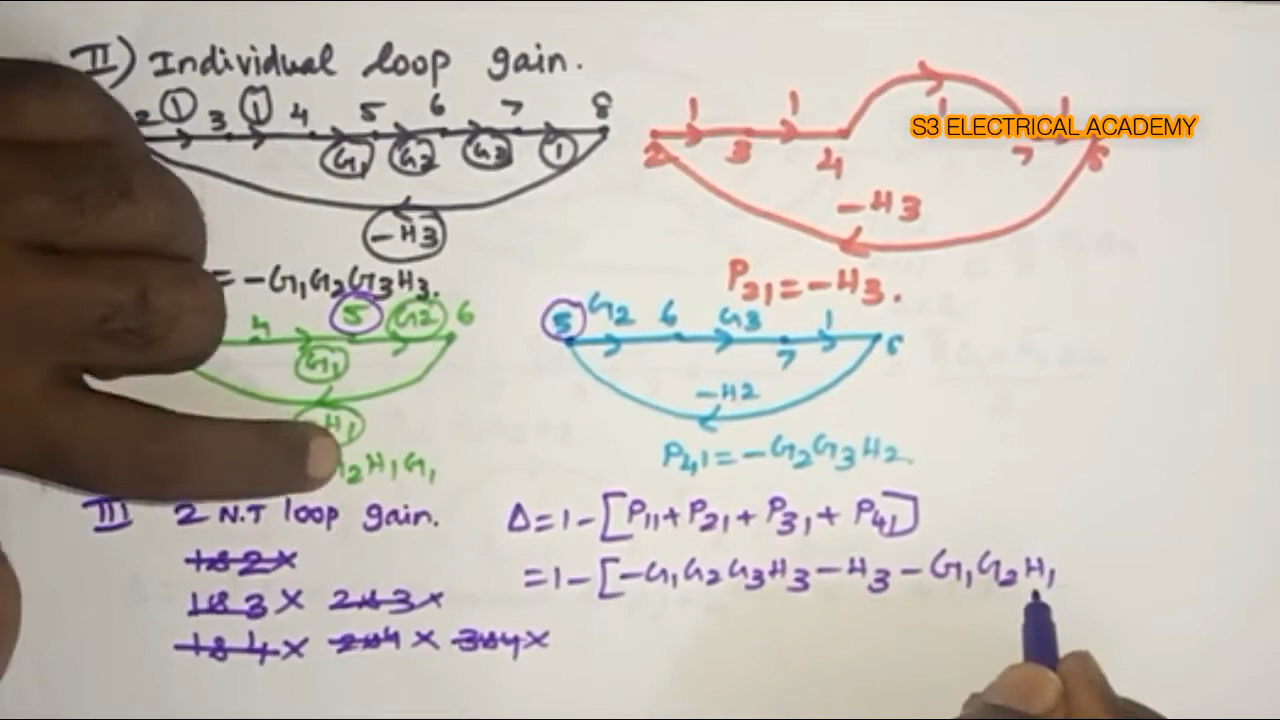 II) Individual loop gain.
2 1 3 1 4 5 6 7 8
G1 G2 G3 1
-H3
= -G1G2G3H3.
1 1 1 1
S3 ELECTRICAL ACADEMY
2 3 4 7 8
-H3
P21 = -H3.
4 5 G2 6
G1
H1
G2H1G1
5 G2 6 G3 7 1 8
-H2
P41 = -G2G3H2
III 2 N.T loop gain.
1&2 X
1&3 X 2&3 X
1&4 X 2&4 X 3&4 X
Δ = 1 - [P11 + P21 + P31 + P41]
= 1 - [-G1G2G3H3 - H3 - G1G2H1